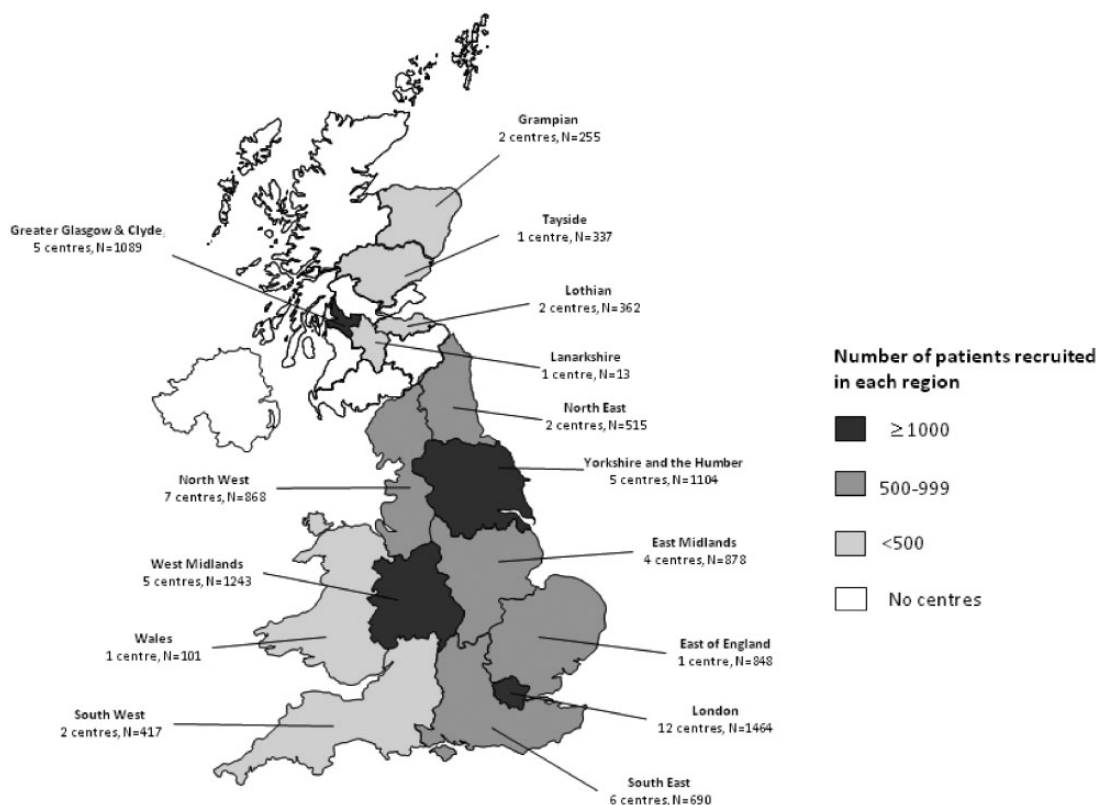 Grampian
2 centres, N=255
Tayside
1 centre, N=337
Greater Glasgow & Clyde,
5 centres, N=1089
Lothian
2 centres, N=362
Lanarkshire
1 centre, N=13
North East
2 centres, N=515
Yorkshire and the Humber
5 centres, N=1104
North West
7 centres, N=868
East Midlands
4 centres, N=878
West Midlands
5 centres, N=1243
Wales
1 centre, N=101
East of England
1 centre, N=848
South West
2 centres, N=417
London
12 centres, N=1464
South East
6 centres, N=690
Number of patients recruited
in each region
≥1000
500-999
<500
No centres